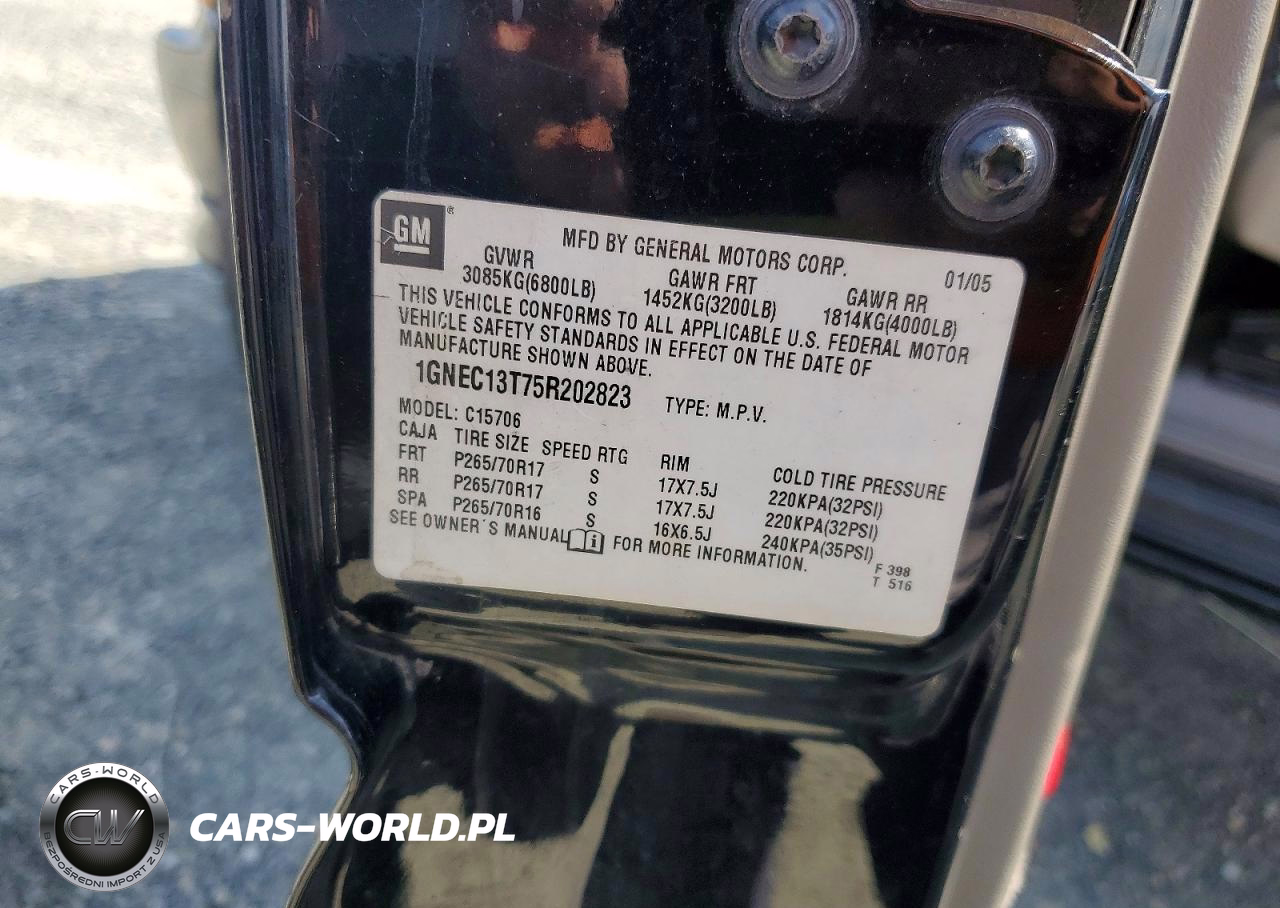 GM®
MFD BY GENERAL MOTORS CORP. 01/05
GVWR GAWR FRT GAWR RR
3085KG(6800LB) 1452KG(3200LB) 1814KG(4000LB)
THIS VEHICLE CONFORMS TO ALL APPLICABLE U.S. FEDERAL MOTOR
VEHICLE SAFETY STANDARDS IN EFFECT ON THE DATE OF
MANUFACTURE SHOWN ABOVE.
1GNEC13T75R202823 TYPE: M.P.V.
MODEL: C15706
CAJA TIRE SIZE SPEED RTG RIM COLD TIRE PRESSURE
FRT P265/70R17 S 17X7.5J 220KPA(32PSI)
RR P265/70R17 S 17X7.5J 220KPA(32PSI)
SPA P265/70R16 S 16X6.5J 240KPA(35PSI)
SEE OWNER´S MANUAL i FOR MORE INFORMATION.
F 398
T 516
CARS-WORLD
CW
BEZPOŚREDNI IMPORT Z USA
CARS-WORLD.PL